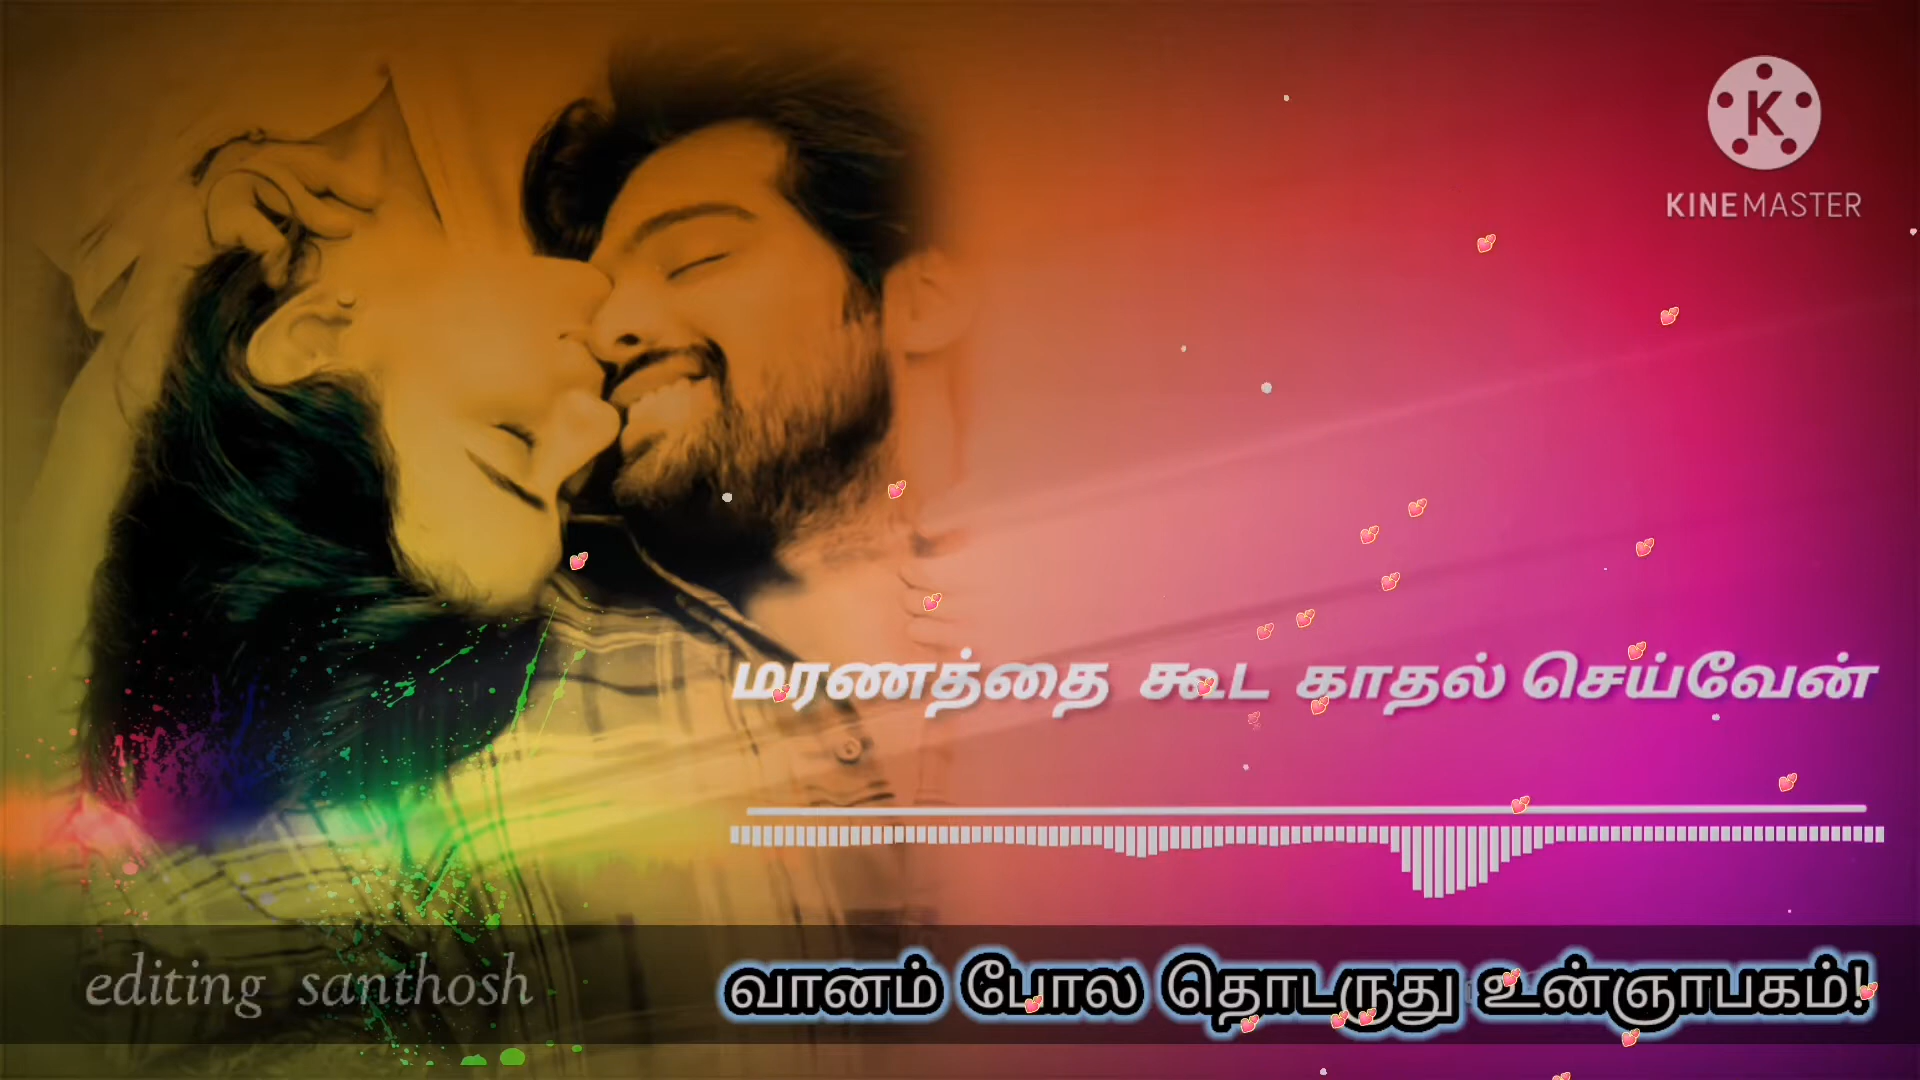 K
KINEMASTER
மரணத்தை கூட காதல் செய்வேன்
editing santhosh
வானம் போல தொடருது உன்ஞாபகம்!